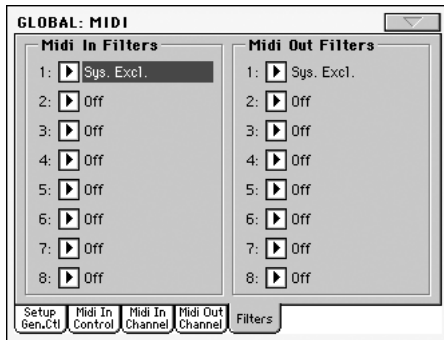 GLOBAL: MIDI
Midi In Filters
1: Sys. Excl.
2: Off
3: Off
4: Off
5: Off
6: Off
7: Off
8: Off
Midi Out Filters
1: Sys. Excl.
2: Off
3: Off
4: Off
5: Off
6: Off
7: Off
8: Off
Setup Gen.Ctl
Midi In Control
Midi In Channel
Midi Out Channel
Filters